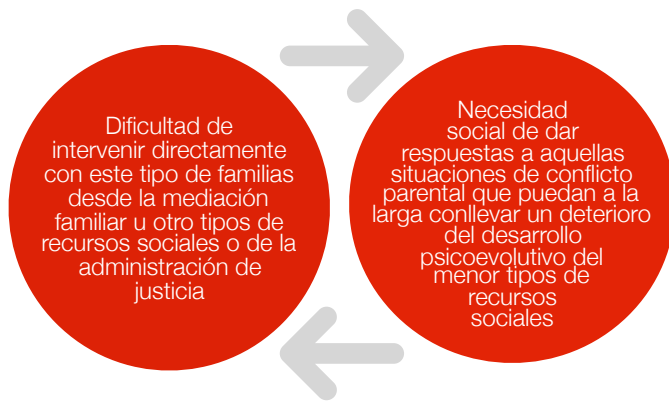 Dificultad de
intervenir directamente
con este tipo de familias
desde la mediación
familiar u otro tipos de
recursos sociales o de la
administración de
justicia
Necesidad
social de dar
respuestas a aquellas
situaciones de conflicto
parental que puedan a la
larga conllevar un deterioro
del desarrollo
psicoevolutivo del
menor tipos de
recursos
sociales